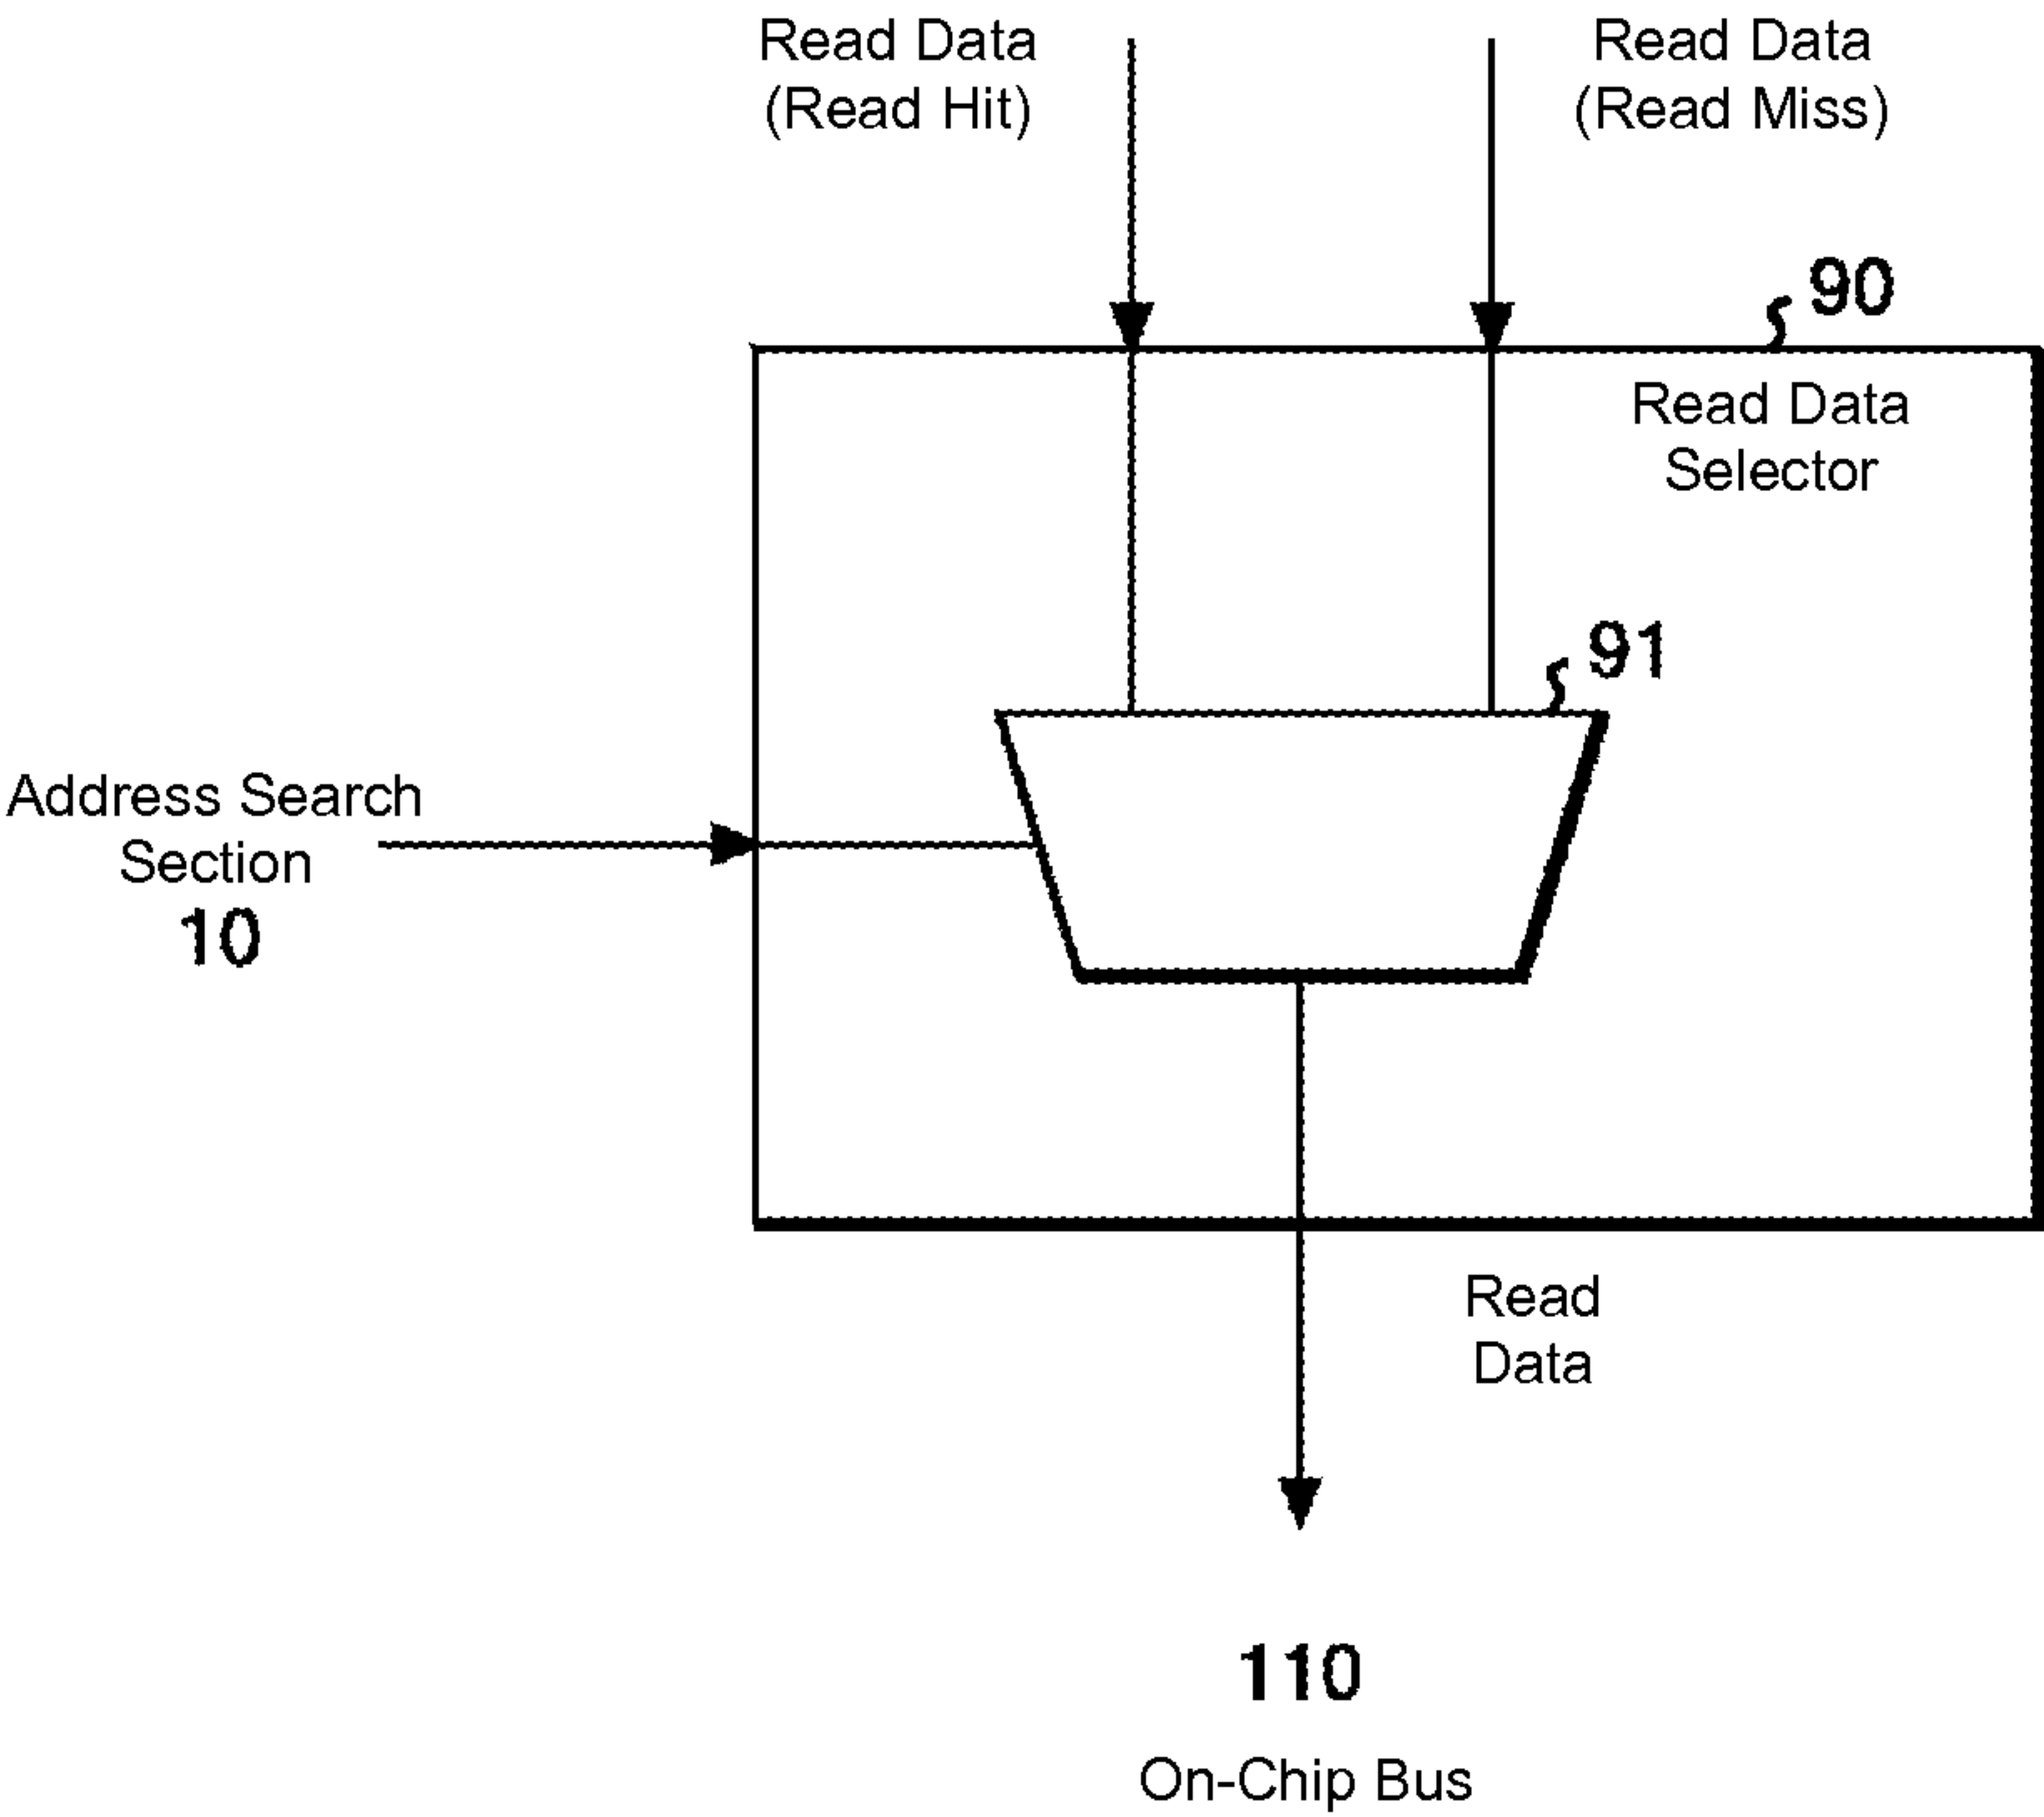 Read Data
(Read Hit)
Read Data
(Read Miss)
90
Read Data
Selector
91
Address Search
Section
10
Read
Data
110
On-Chip Bus